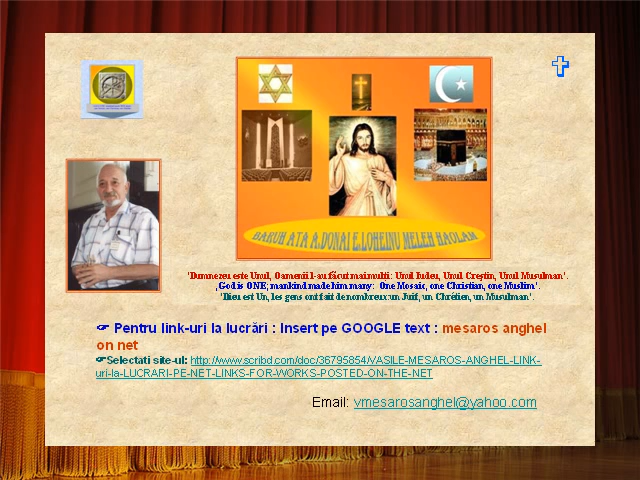 BARUH ATA A.DONAI E.LOHEINU MELEH HAOLAM
'Dumnezeu este Unul, Oamenii l-au făcut mai multi: Unul Iudeu, Unul Creştin, Unul Musulman'.
,God is ONE; mankind made him many: One Mosaic, one Christian, one Muslim'.
'Dieu est Un, les gens ont fait de nombreux:un Juif, un Chrétien, un Musulman'.
☞ Pentru link-uri la lucrări : Insert pe GOOGLE text : mesaros anghel
on net
☞Selectati site-ul: http://www.scribd.com/doc/36795854/VASILE-MESAROS-ANGHEL-LINK-
uri-la-LUCRARI-PE-NET-LINKS-FOR-WORKS-POSTED-ON-THE-NET
Email: vmesarosanghel@yahoo.com